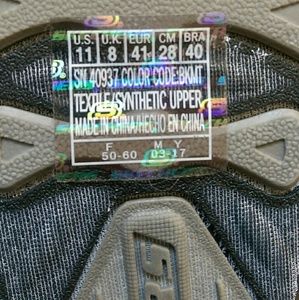 U.S. U.K. EUR CM BRA
11 8 41 28 40
SN 40937 COLOR CODE:BKMT
TEXTILE/SYNTHETIC UPPER
MADE IN CHINA/HECHO EN CHINA
F M Y
50-60 03-17